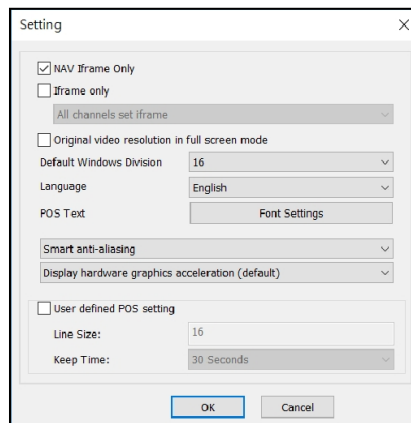 Setting
NAV Iframe Only
Iframe only
All channels set iframe
Original video resolution in full screen mode
Default Windows Division 16
Language English
POS Text Font Settings
Smart anti-aliasing
Display hardware graphics acceleration (default)
User defined POS setting
Line Size: 16
Keep Time: 30 Seconds
OK Cancel